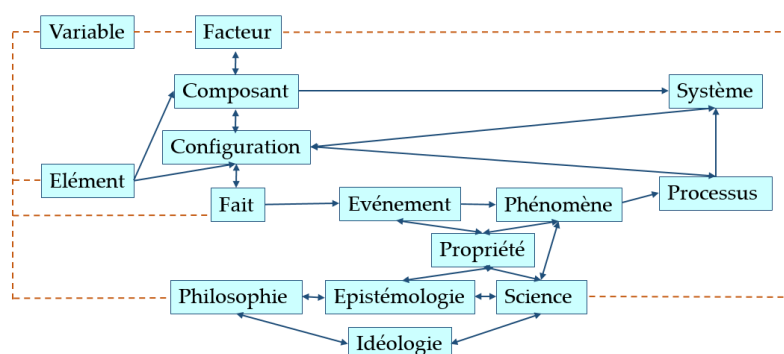 Variable
Facteur
Composant
Système
Configuration
Elément
Fait
Evénement
Phénomène
Processus
Propriété
Philosophie
Epistémologie
Science
Idéologie